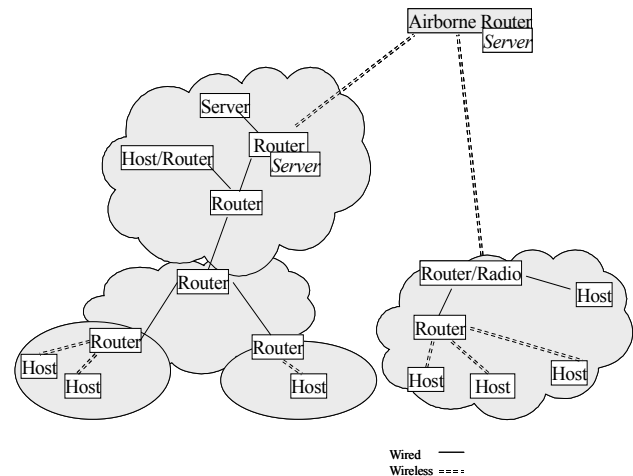 Airborne Router
Server
Server
Router
Server
Host/Router
Router
Router
Router
Host
Host
Router
Host
Router/Radio
Host
Router
Host
Host
Host
Wired
Wireless